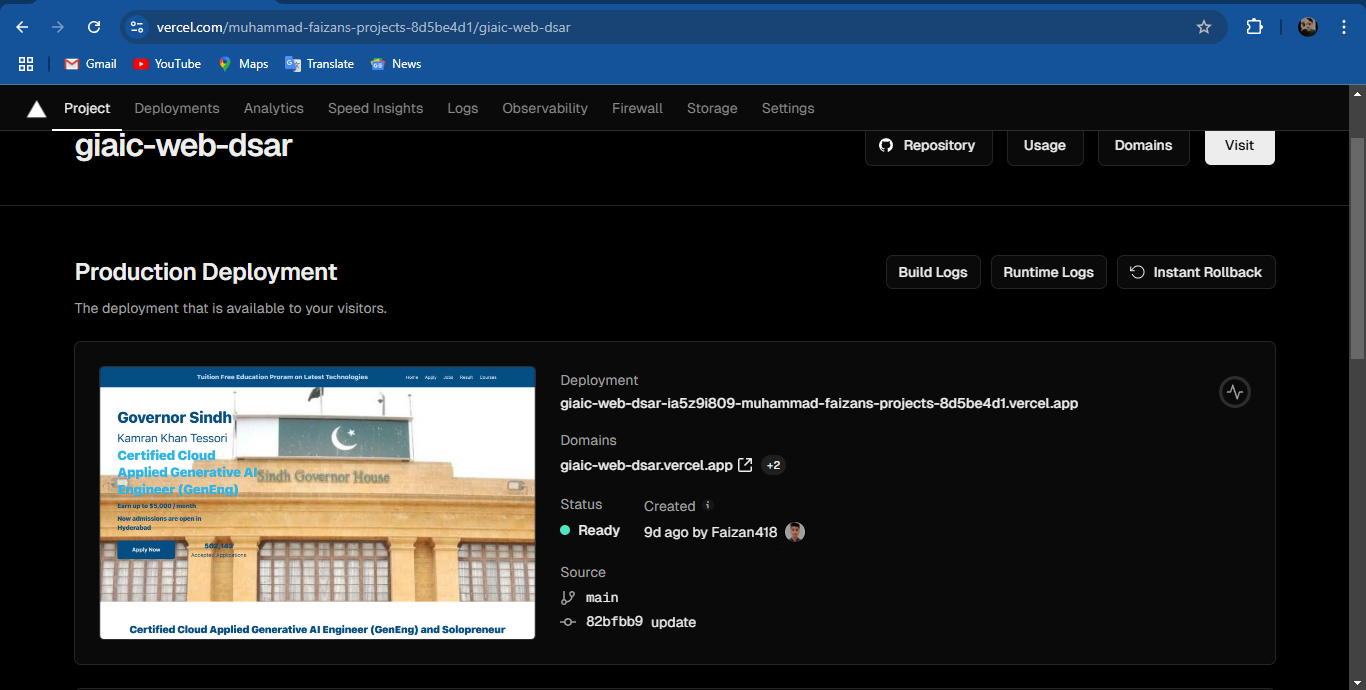 vercel.com/muhammad-faizans-projects-8d5be4d1/giaic-web-dsar
Gmail YouTube Maps Translate News
Project Deployments Analytics Speed Insights Logs Observability Firewall Storage Settings
giaic-web-dsar
Repository Usage Domains Visit
Production Deployment
Build Logs Runtime Logs Instant Rollback
The deployment that is available to your visitors.
Tuition Free Education Proram on Latest Technologies
Home Apply Jobs Result Courses
Governor Sindh
Kamran Khan Tessori
Certified Cloud
Applied Generative AI
Engineer (GenEng)
Sindh Governor House
Earn up to $5,000 / month
Now admissions are open in
Hyderabad
Apply Now
562,143
Accepted Applications
Certified Cloud Applied Generative AI Engineer (GenEng) and Solopreneur
Deployment
giaic-web-dsar-ia5z9i809-muhammad-faizans-projects-8d5be4d1.vercel.app
Domains
giaic-web-dsar.vercel.app +2
Status Created
Ready 9d ago by Faizan418
Source
main
82bfbb9 update